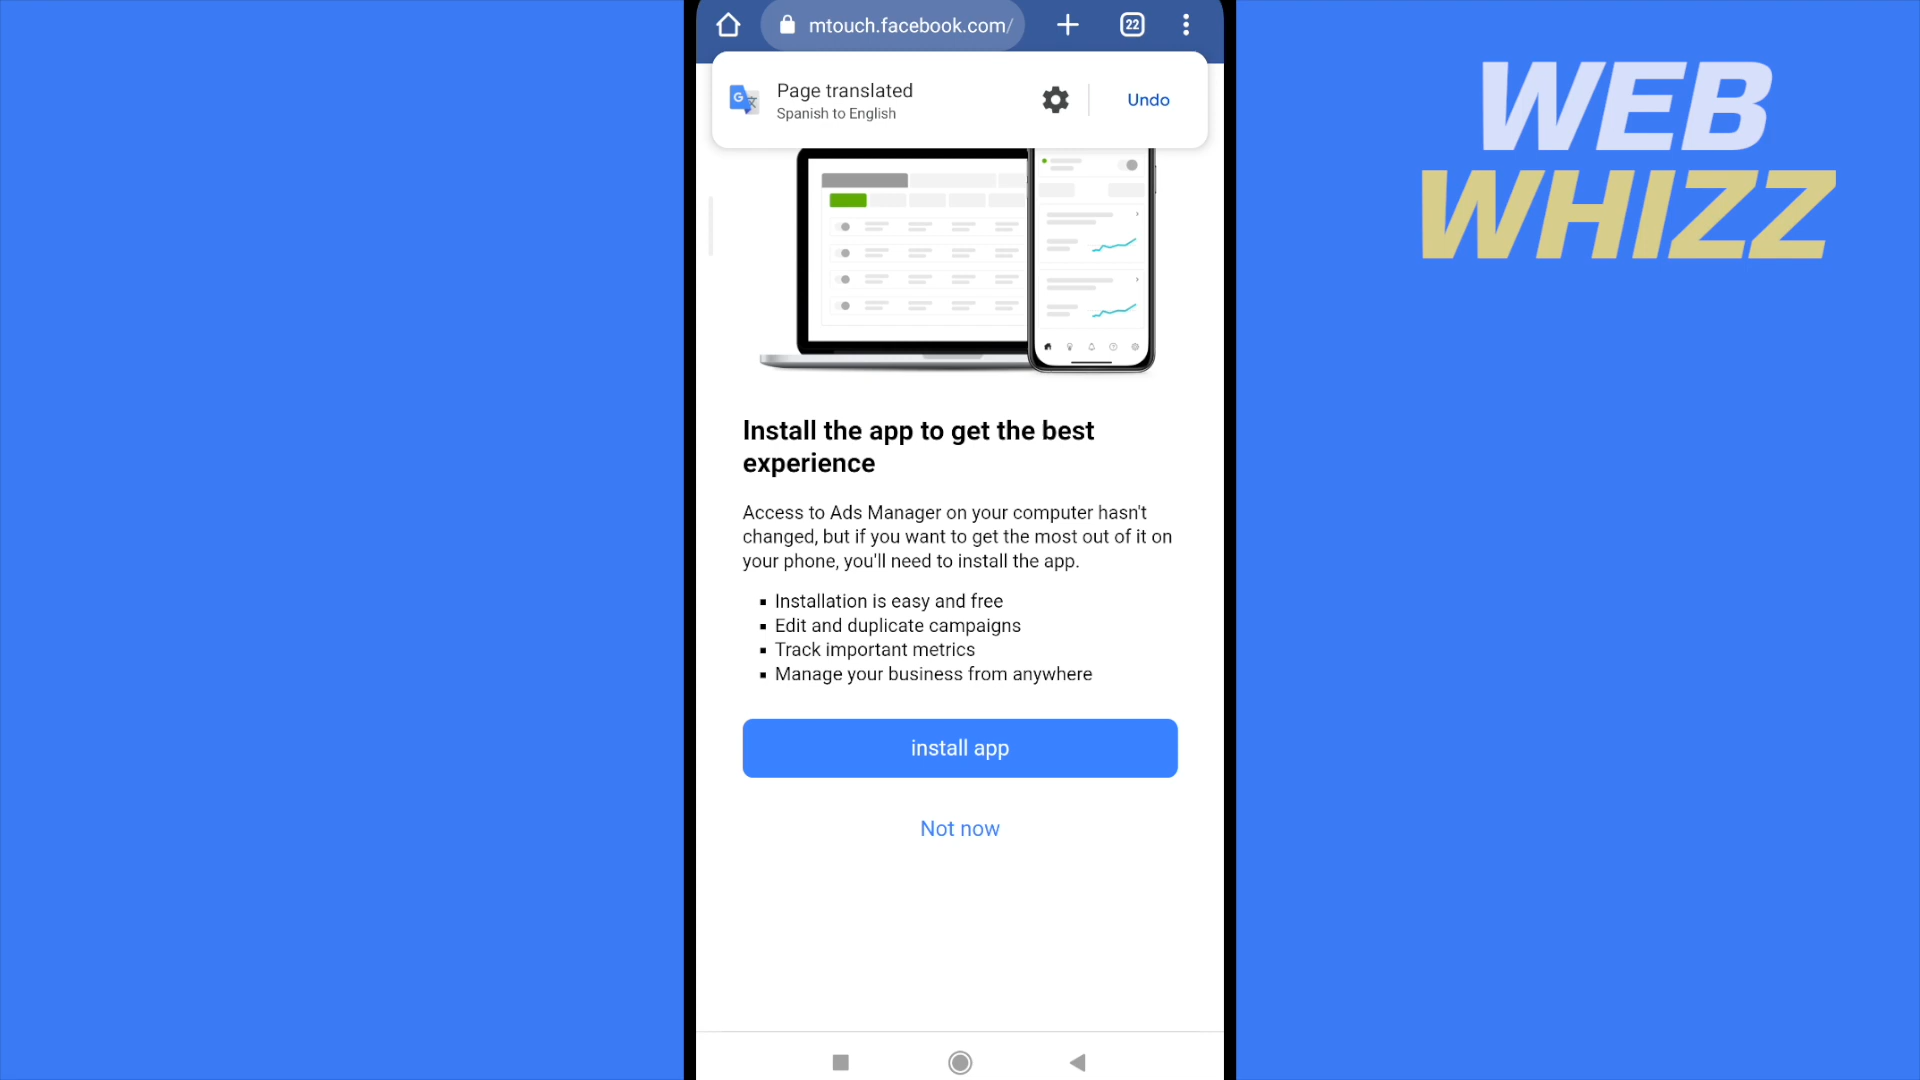 mtouch.facebook.com/
22
Page translated
Spanish to English
Undo
WEB
WHIZZ
Install the app to get the best
experience
Access to Ads Manager on your computer hasn't
changed, but if you want to get the most out of it on
your phone, you'll need to install the app.
Installation is easy and free
Edit and duplicate campaigns
Track important metrics
Manage your business from anywhere
install app
Not now